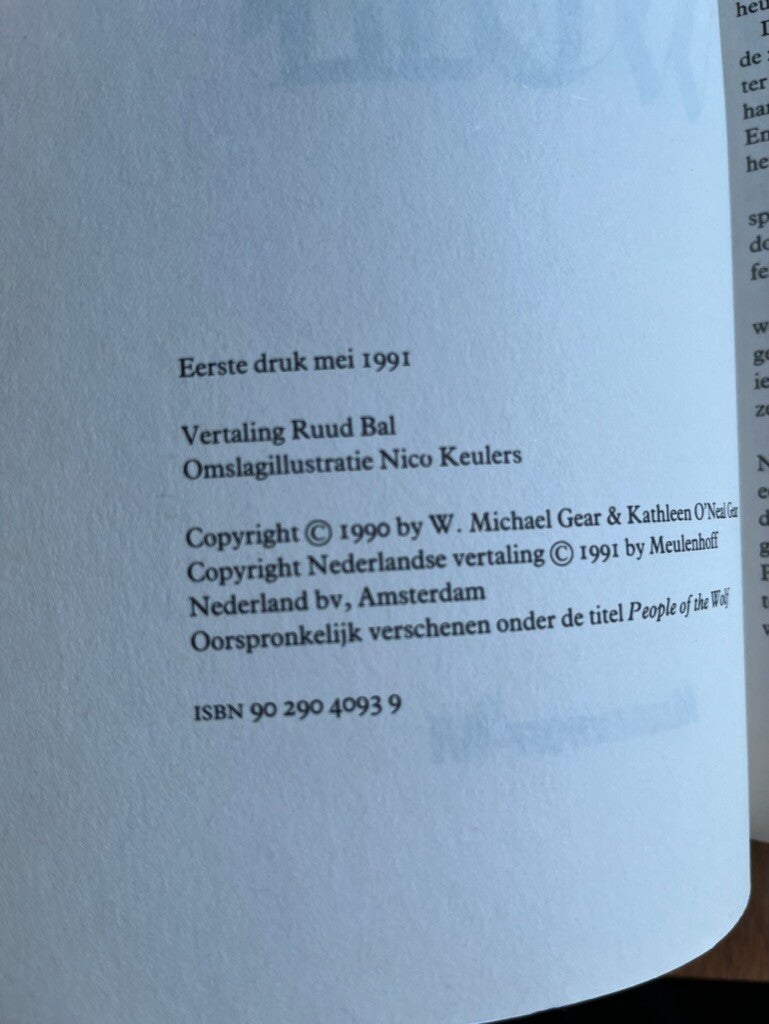 Eerste druk mei 1991
Vertaling Ruud Bal
Omslagillustratie Nico Keulers
Copyright © 1990 by W. Michael Gear & Kathleen O'Neal Gear
Copyright Nederlandse vertaling © 1991 by Meulenhoff
Nederland bv, Amsterdam
Oorspronkelijk verschenen onder de titel People of the Wolf
ISBN 90 290 4093 9